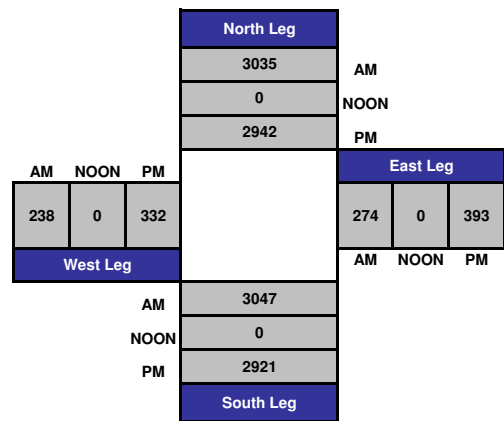 North Leg
3035
AM
0
NOON
2942
PM
AM NOON PM
East Leg
238 0 332
274 0 393
West Leg
AM NOON PM
AM
3047
NOON
0
PM
2921
South Leg